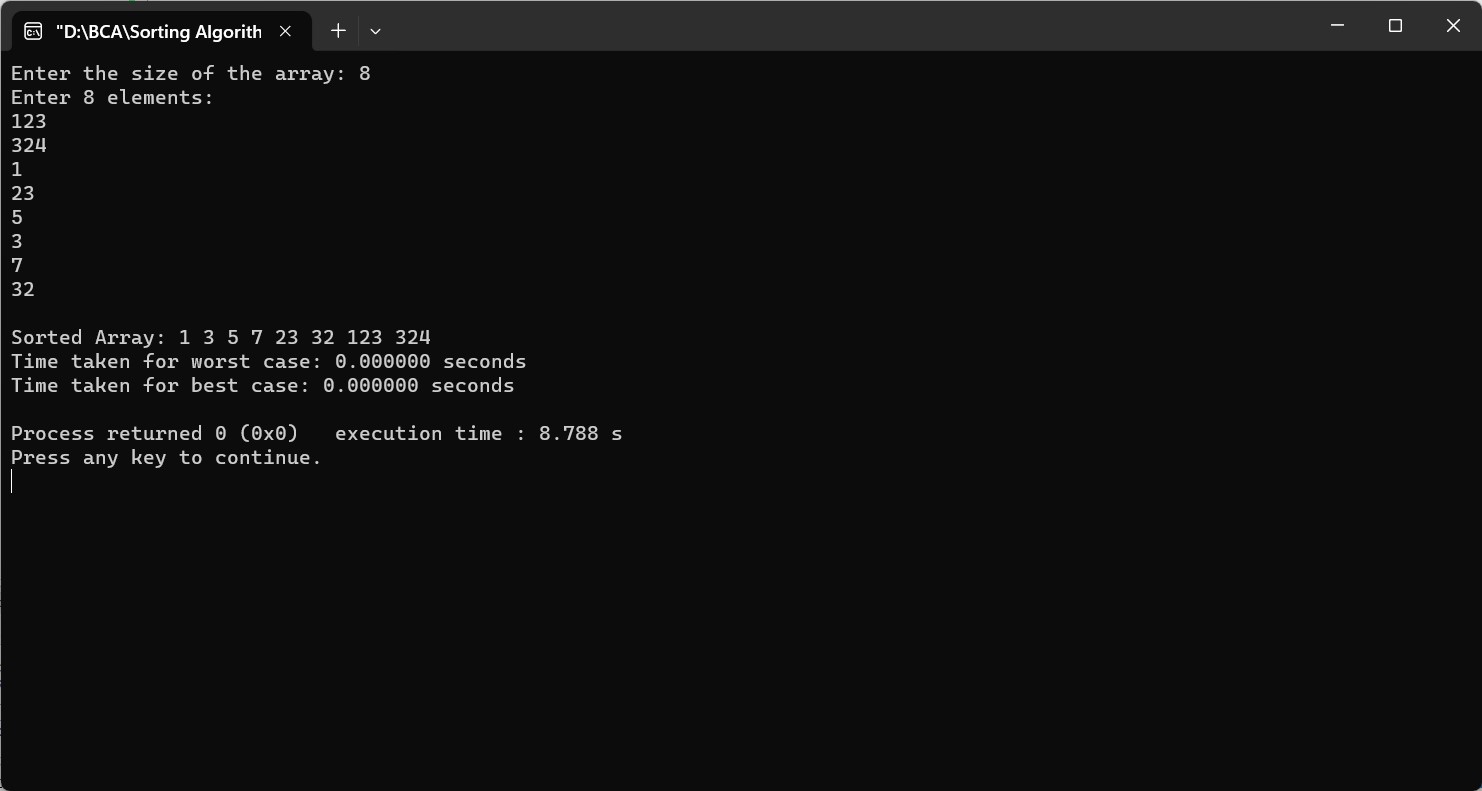 "D:\BCA\Sorting Algorith
Enter the size of the array: 8
Enter 8 elements:
123
324
1
23
5
3
7
32
Sorted Array: 1 3 5 7 23 32 123 324
Time taken for worst case: 0.000000 seconds
Time taken for best case: 0.000000 seconds
Process returned 0 (0x0)   execution time : 8.788 s
Press any key to continue.